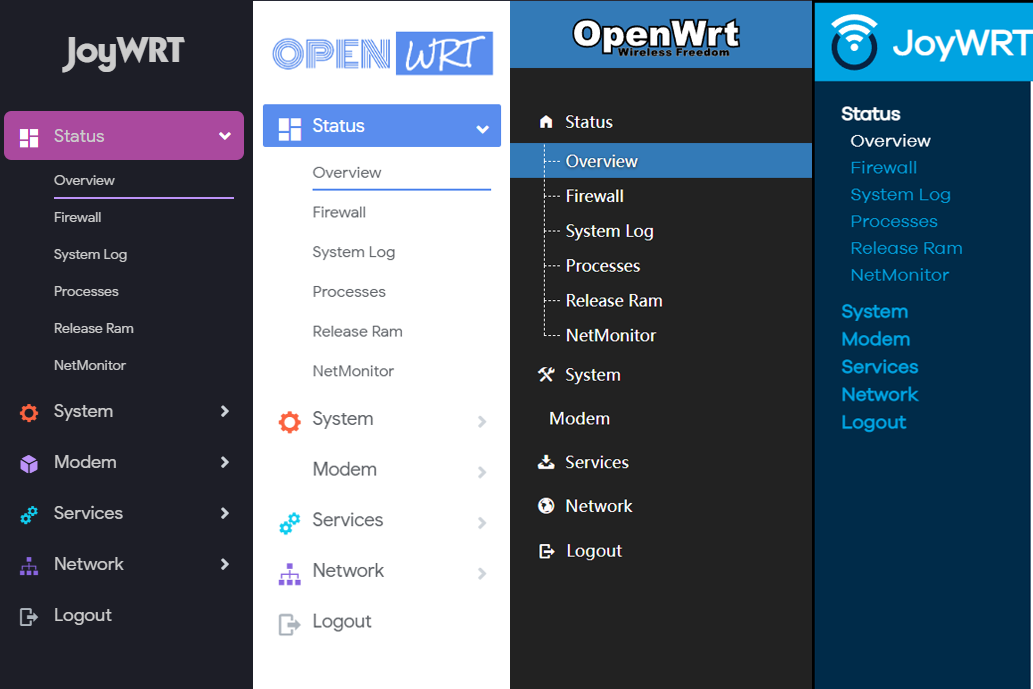 JoyWRT
Status
Overview
Firewall
System Log
Processes
Release Ram
NetMonitor
System
Modem
Services
Network
Logout
OPEN WRT
Status
Overview
Firewall
System Log
Processes
Release Ram
NetMonitor
System
Modem
Services
Network
Logout
OpenWrt
Wireless Freedom
Status
Overview
Firewall
System Log
Processes
Release Ram
NetMonitor
System
Modem
Services
Network
Logout
JoyWRT
Status
Overview
Firewall
System Log
Processes
Release Ram
NetMonitor
System
Modem
Services
Network
Logout